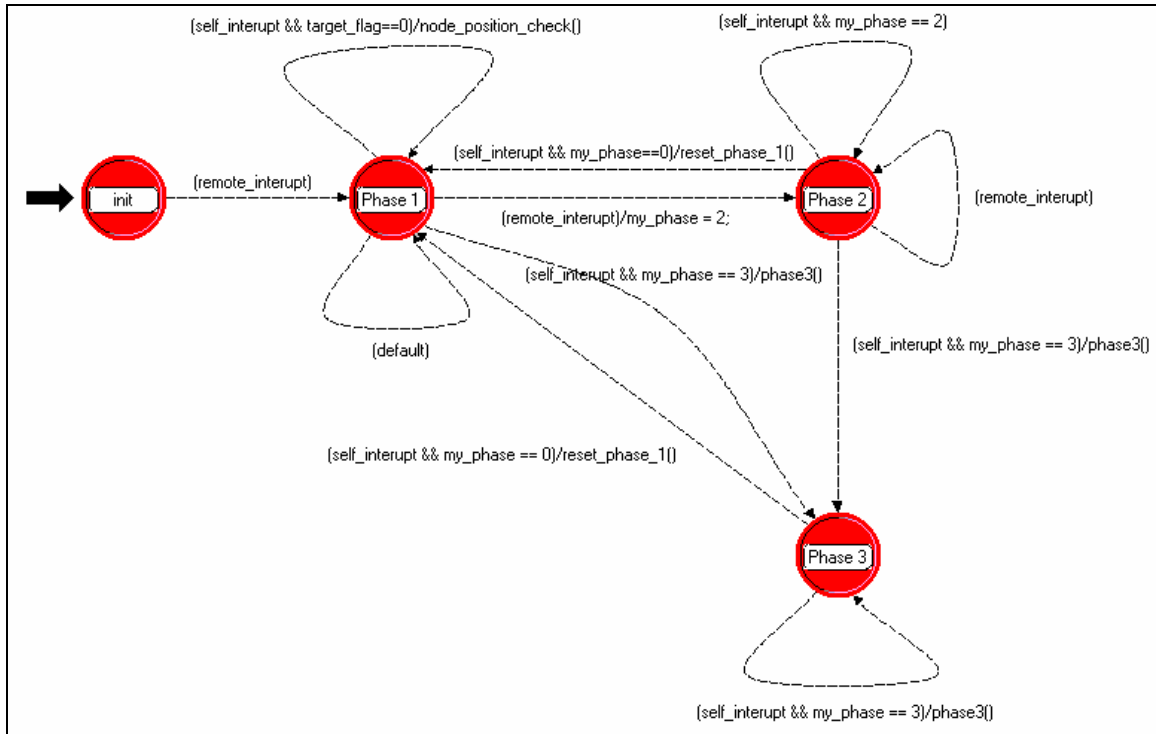 (self_interupt && target_flag==0)/node_position_check()
(self_interupt && my_phase == 2)
(self_interupt && my_phase==0)/reset_phase_1()
(remote_interupt)
init
Phase 1
Phase 2
(remote_interupt)
(remote_interupt)/my_phase = 2;
(self_interupt && my_phase == 3)/phase3()
(default)
(self_interupt && my_phase == 3)/phase3()
(self_interupt && my_phase == 0)/reset_phase_1()
Phase 3
(self_interupt && my_phase == 3)/phase3()